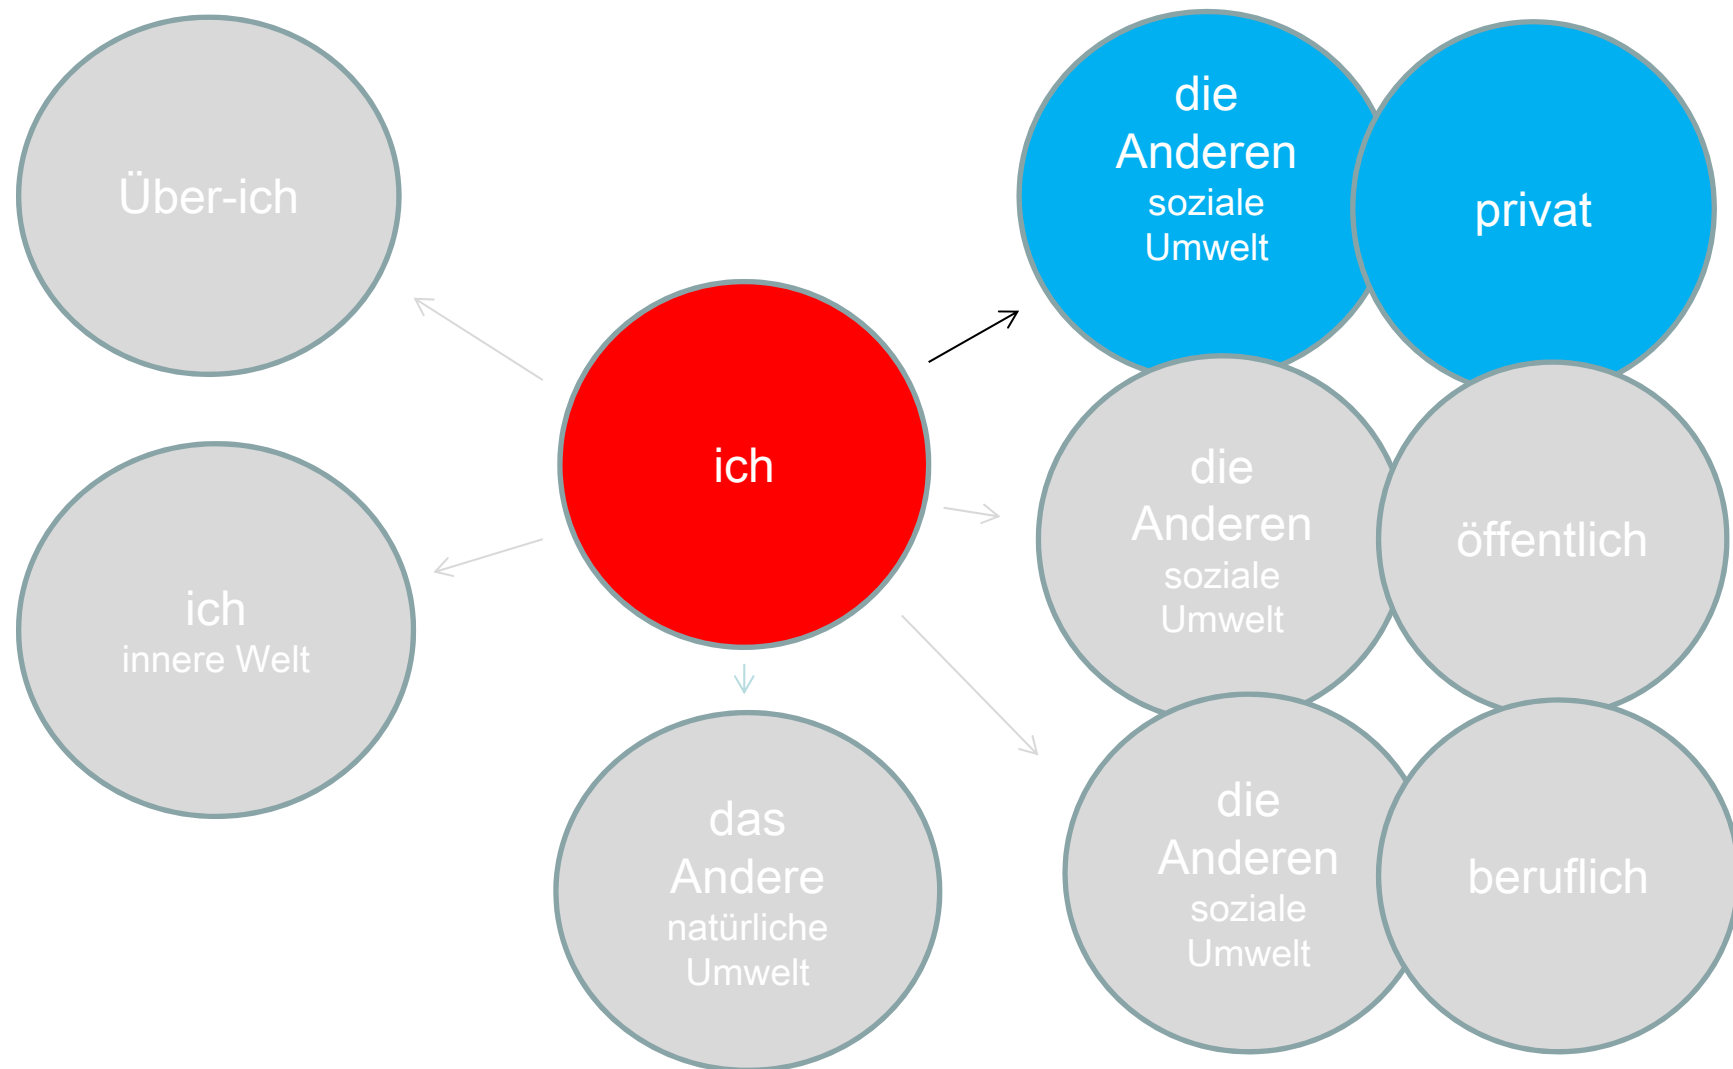 Über-ich
die
Anderen
soziale
Umwelt
privat
ich
die
Anderen
soziale
Umwelt
öffentlich
ich
innere Welt
das
Andere
natürliche
Umwelt
die
Anderen
soziale
Umwelt
beruflich